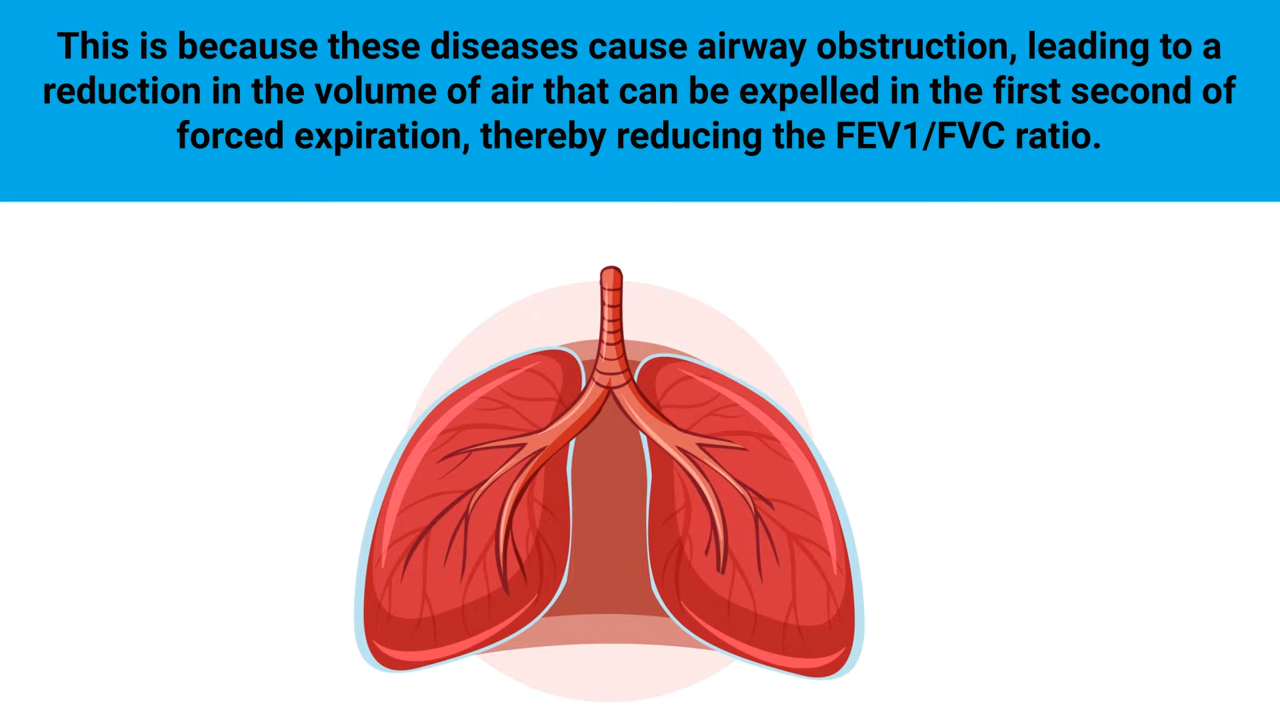 This is because these diseases cause airway obstruction, leading to a
reduction in the volume of air that can be expelled in the first second of
forced expiration, thereby reducing the FEV1/FVC ratio.